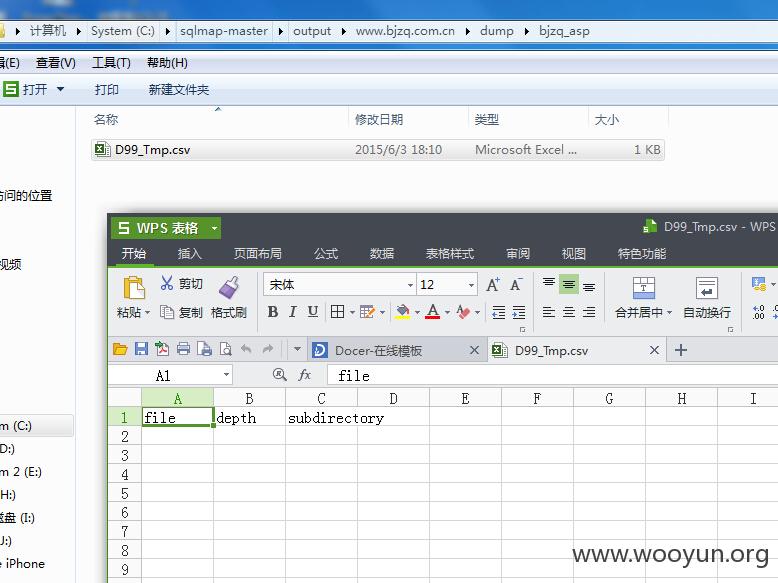 计算机 ▸ System (C:) ▸ sqlmap-master ▸ output ▸ www.bjzq.com.cn ▸ dump ▸ bjzq_asp
(E) 查看(V) 工具(T) 帮助(H)
打开 打印 新建文件夹
名称 修改日期 类型 大小
D99_Tmp.csv 2015/6/3 18:10 Microsoft Excel ... 1 KB
访问的位置
视频
m (C:)
D:)
m 2 (E:)
H:)
盘 (I:)
J:)
e iPhone
S WPS 表格 D99_Tmp.csv - WPS
开始 插入 页面布局 公式 数据 表格样式 审阅 视图 特色功能
粘贴 剪切 复制 格式刷
宋体 12 A+ A-
B I U A
合并居中 自动换行
Docer-在线模板 D99_Tmp.csv
A1 fx file
A B C D E F G H I
1 file depth subdirectory
2
3
4
5
6
7
8
9
www.wooyun.org